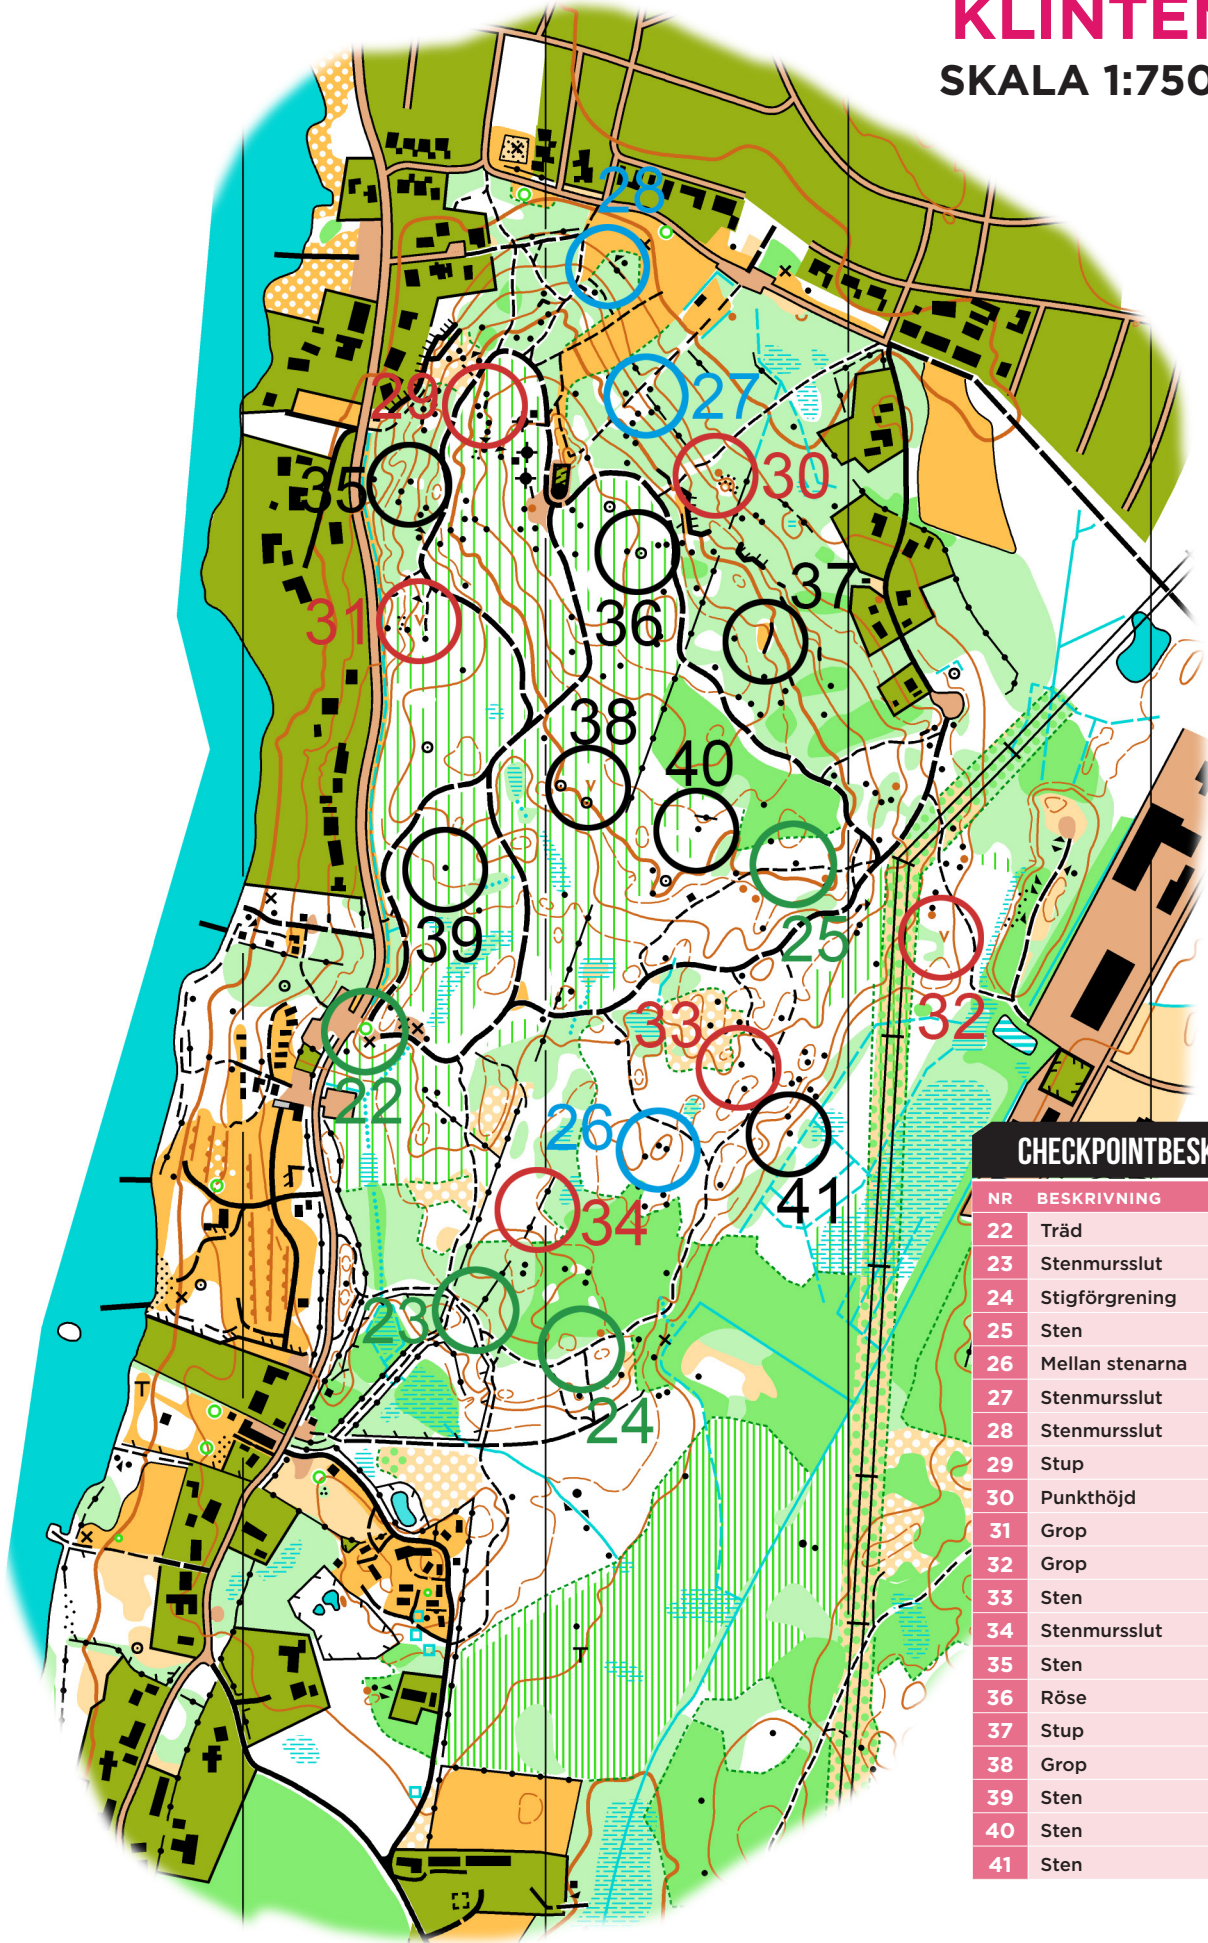 KLINTEN
SKALA 1:750
28
29
27
30
35
36
37
31
38
40
39
25
32
33
22
26
41
34
23
24
CHECKPOINTBESK
NR BESKRIVNING
22 Träd
23 Stenmursslut
24 Stigförgrening
25 Sten
26 Mellan stenarna
27 Stenmursslut
28 Stenmursslut
29 Stup
30 Punkthöjd
31 Grop
32 Grop
33 Sten
34 Stenmursslut
35 Sten
36 Röse
37 Stup
38 Grop
39 Sten
40 Sten
41 Sten